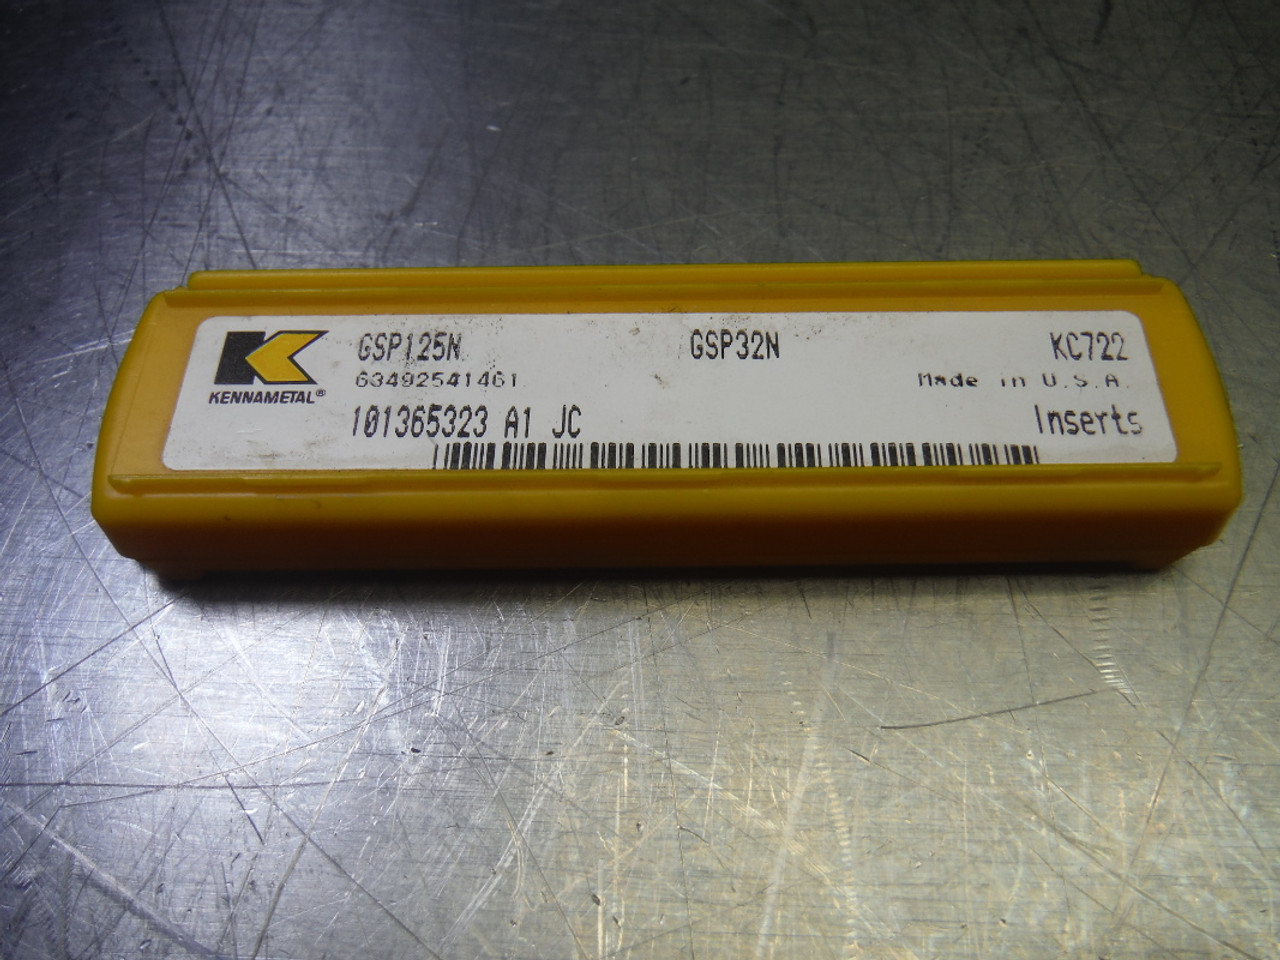 GSP125N GSP32N KC722
63492541461 Made in U.S.A.
KENNAMETAL®
101365323 A1 JC Inserts